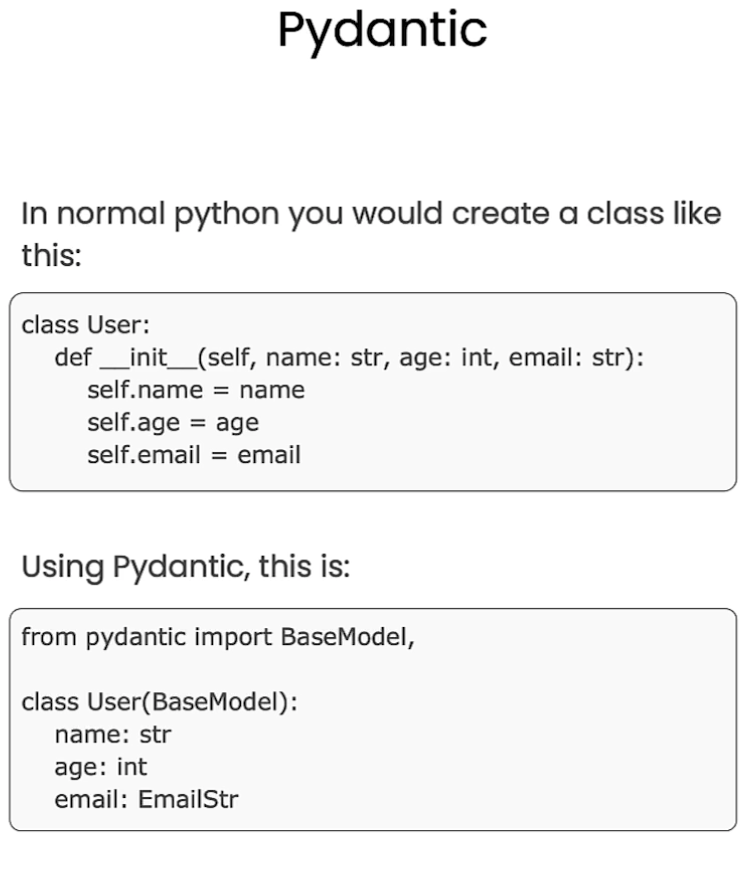 Pydantic
In normal python you would create a class like
this:
class User:
    def __init__(self, name: str, age: int, email: str):
        self.name = name
        self.age = age
        self.email = email
Using Pydantic, this is:
from pydantic import BaseModel,
class User(BaseModel):
    name: str
    age: int
    email: EmailStr